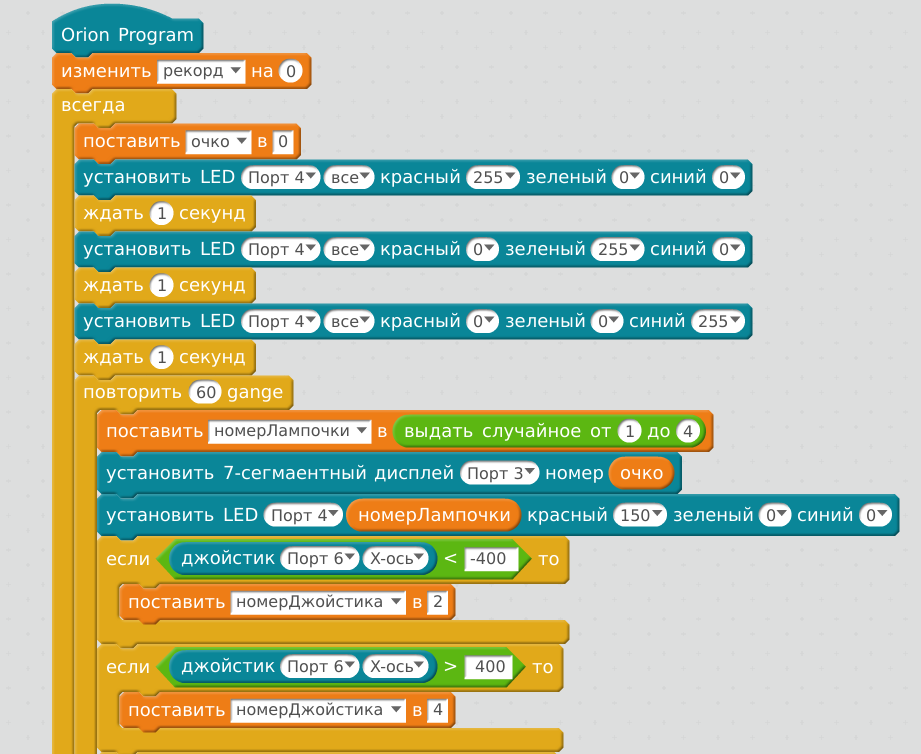 Orion Program
изменить рекорд на 0
всегда
поставить очко в 0
установить LED Порт 4 все красный 255 зеленый 0 синий 0
ждать 1 секунд
установить LED Порт 4 все красный 0 зеленый 255 синий 0
ждать 1 секунд
установить LED Порт 4 все красный 0 зеленый 0 синий 255
ждать 1 секунд
повторить 60 gange
поставить номерЛампочки в выдать случайное от 1 до 4
установить 7-сегмаентный дисплей Порт 3 номер очко
установить LED Порт 4 номерЛампочки красный 150 зеленый 0 синий 0
если джойстик Порт 6 X-ось < -400 то
поставить номерДжойстика в 2
если джойстик Порт 6 X-ось > 400 то
поставить номерДжойстика в 4